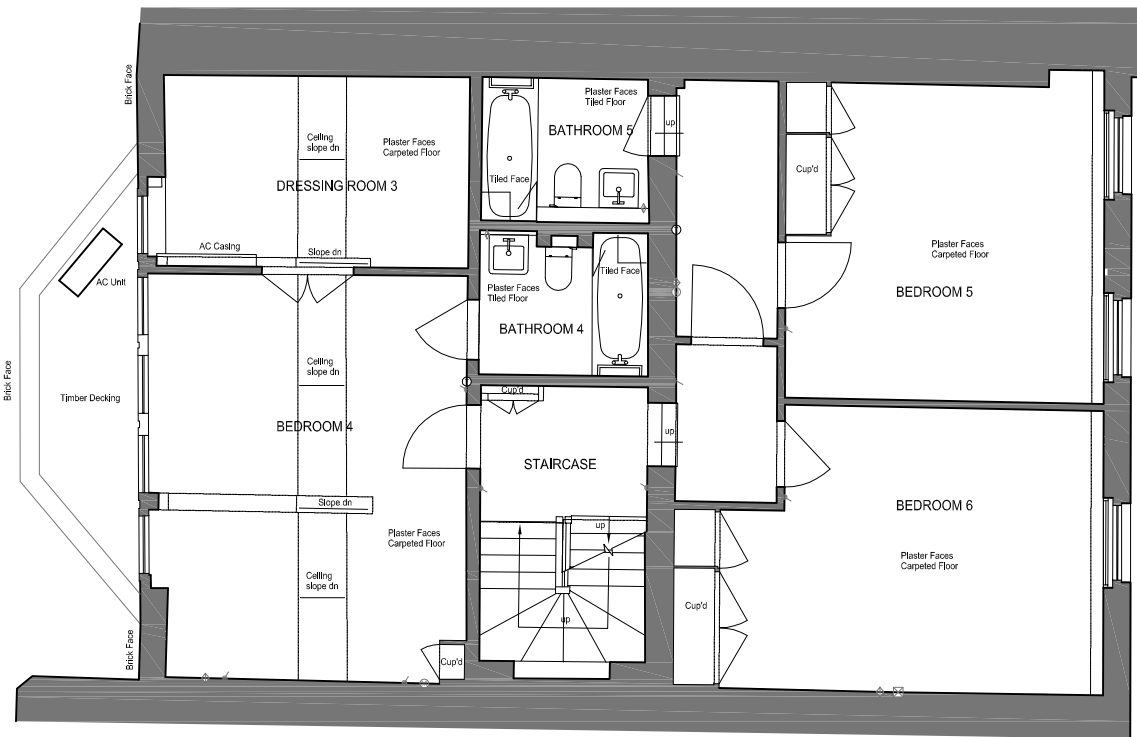 Brick Face
Ceiling
slope dn
Plaster Faces
Carpeted Floor
DRESSING ROOM 3
AC Casing
Slope dn
AC Unit
Plaster Faces
Tiled Floor
BATHROOM 5
Tiled Face
up
Plaster Faces
Tiled Floor
Tiled Face
BATHROOM 4
Cup'd
Plaster Faces
Carpeted Floor
BEDROOM 5
Brick Face
Timber Decking
Ceiling
slope dn
BEDROOM 4
Cup'd
up
STAIRCASE
Slope dn
Plaster Faces
Carpeted Floor
Ceiling
slope dn
up
up
BEDROOM 6
Plaster Faces
Carpeted Floor
Cup'd
Brick Face
Cup'd